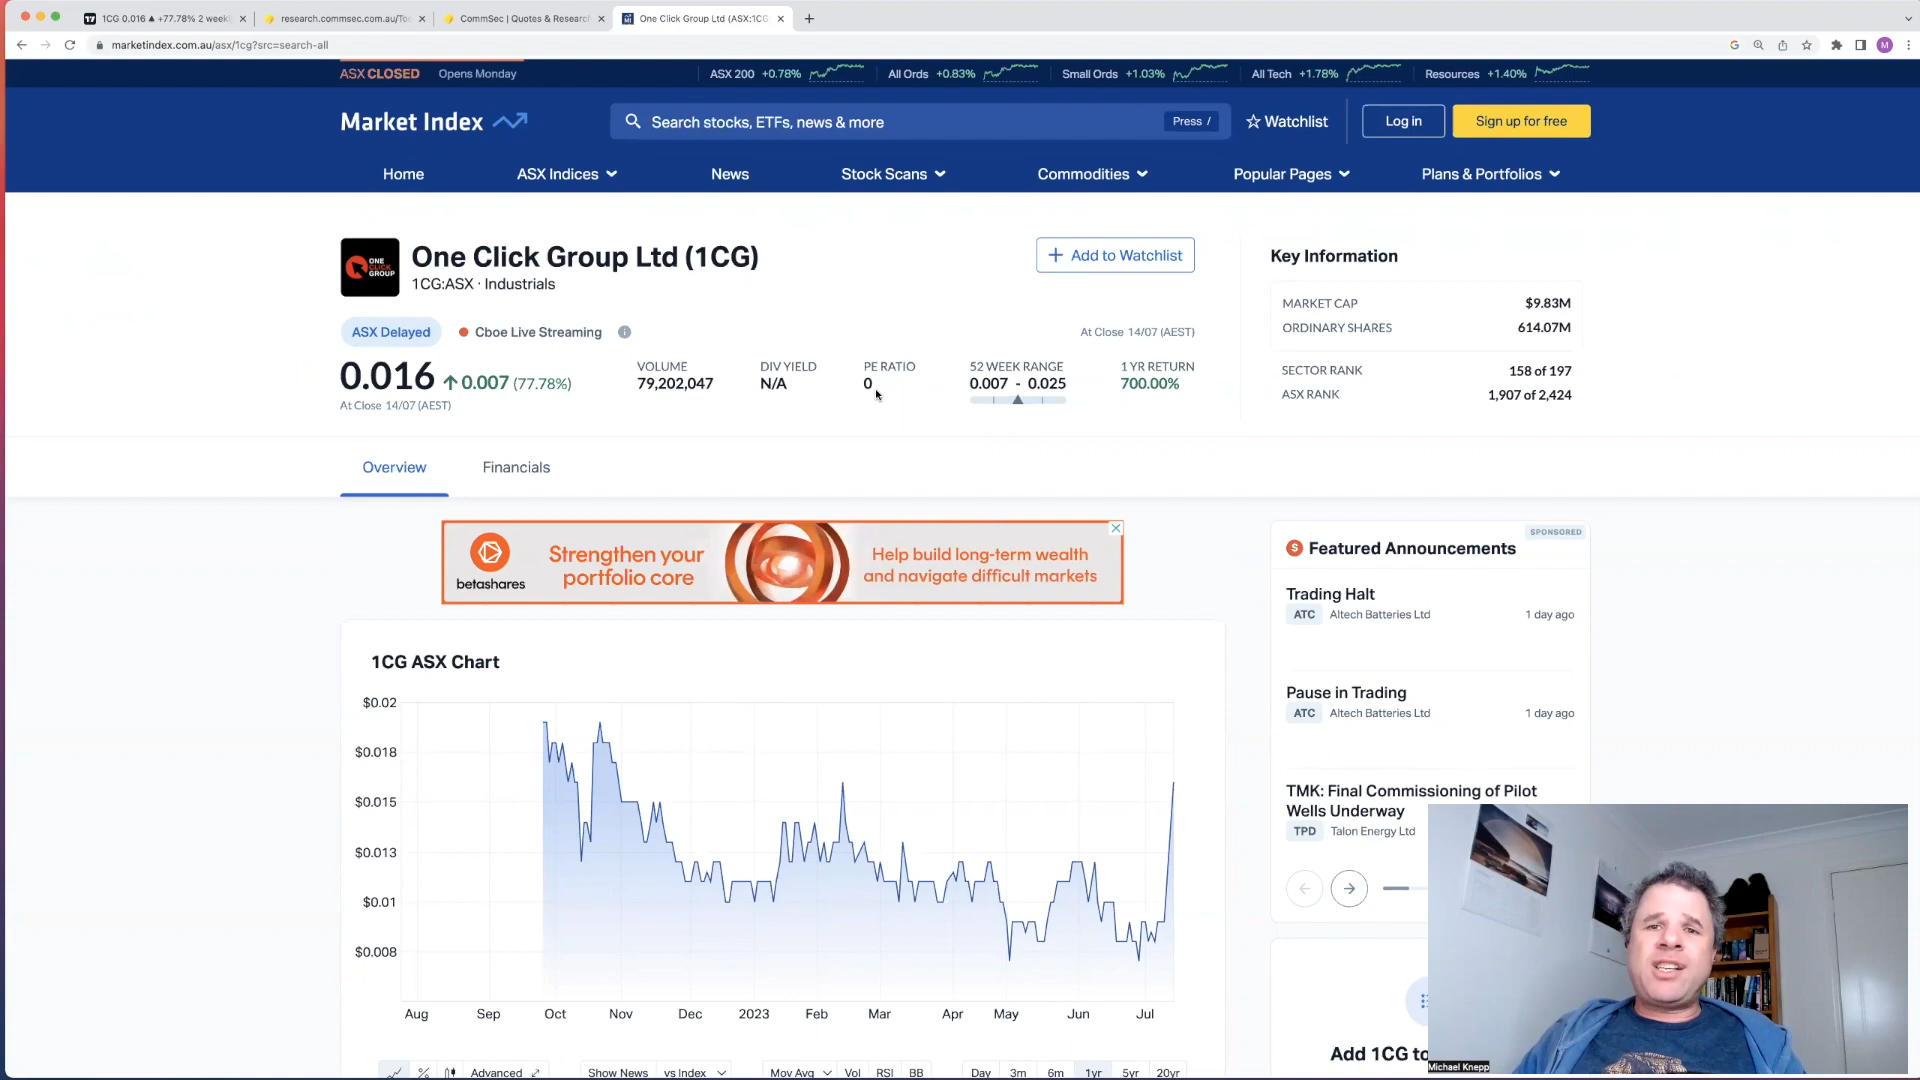 1CG 0.016 ▲ +77.78% 2 week
research.commsec.com.au/To
CommSec | Quotes & Research
One Click Group Ltd (ASX:1CG
marketindex.com.au/asx/1cg?src=search-all
M
ASX CLOSED Opens Monday
ASX 200 +0.78% All Ords +0.83% Small Ords +1.03% All Tech +1.78% Resources +1.40%
Market Index
Search stocks, ETFs, news & more
Press /
Watchlist
Log in
Sign up for free
Home ASX Indices News Stock Scans Commodities Popular Pages Plans & Portfolios
ONE
CLICK
GROUP
One Click Group Ltd (1CG)
1CG:ASX · Industrials
+ Add to Watchlist
ASX Delayed
Cboe Live Streaming
At Close 14/07 (AEST)
0.016 ↑ 0.007 (77.78%)
At Close 14/07 (AEST)
VOLUME
79,202,047
DIV YIELD
N/A
PE RATIO
0
52 WEEK RANGE
0.007 - 0.025
1 YR RETURN
700.00%
Key Information
MARKET CAP $9.83M
ORDINARY SHARES 614.07M
SECTOR RANK 158 of 197
ASX RANK 1,907 of 2,424
Overview
Financials
betashares
Strengthen your
portfolio core
Help build long-term wealth
and navigate difficult markets
1CG ASX Chart
$0.02
$0.018
$0.015
$0.013
$0.01
$0.008
Aug Sep Oct Nov Dec 2023 Feb Mar Apr May Jun Jul
Advanced Show News vs Index Mov Avg Vol RSI BB Day 3m 6m 1yr 5yr 20yr
SPONSORED
Featured Announcements
Trading Halt
ATC Altech Batteries Ltd 1 day ago
Pause in Trading
ATC Altech Batteries Ltd 1 day ago
TMK: Final Commissioning of Pilot
Wells Underway
TPD Talon Energy Ltd
Add 1CG to
Michael Knepp